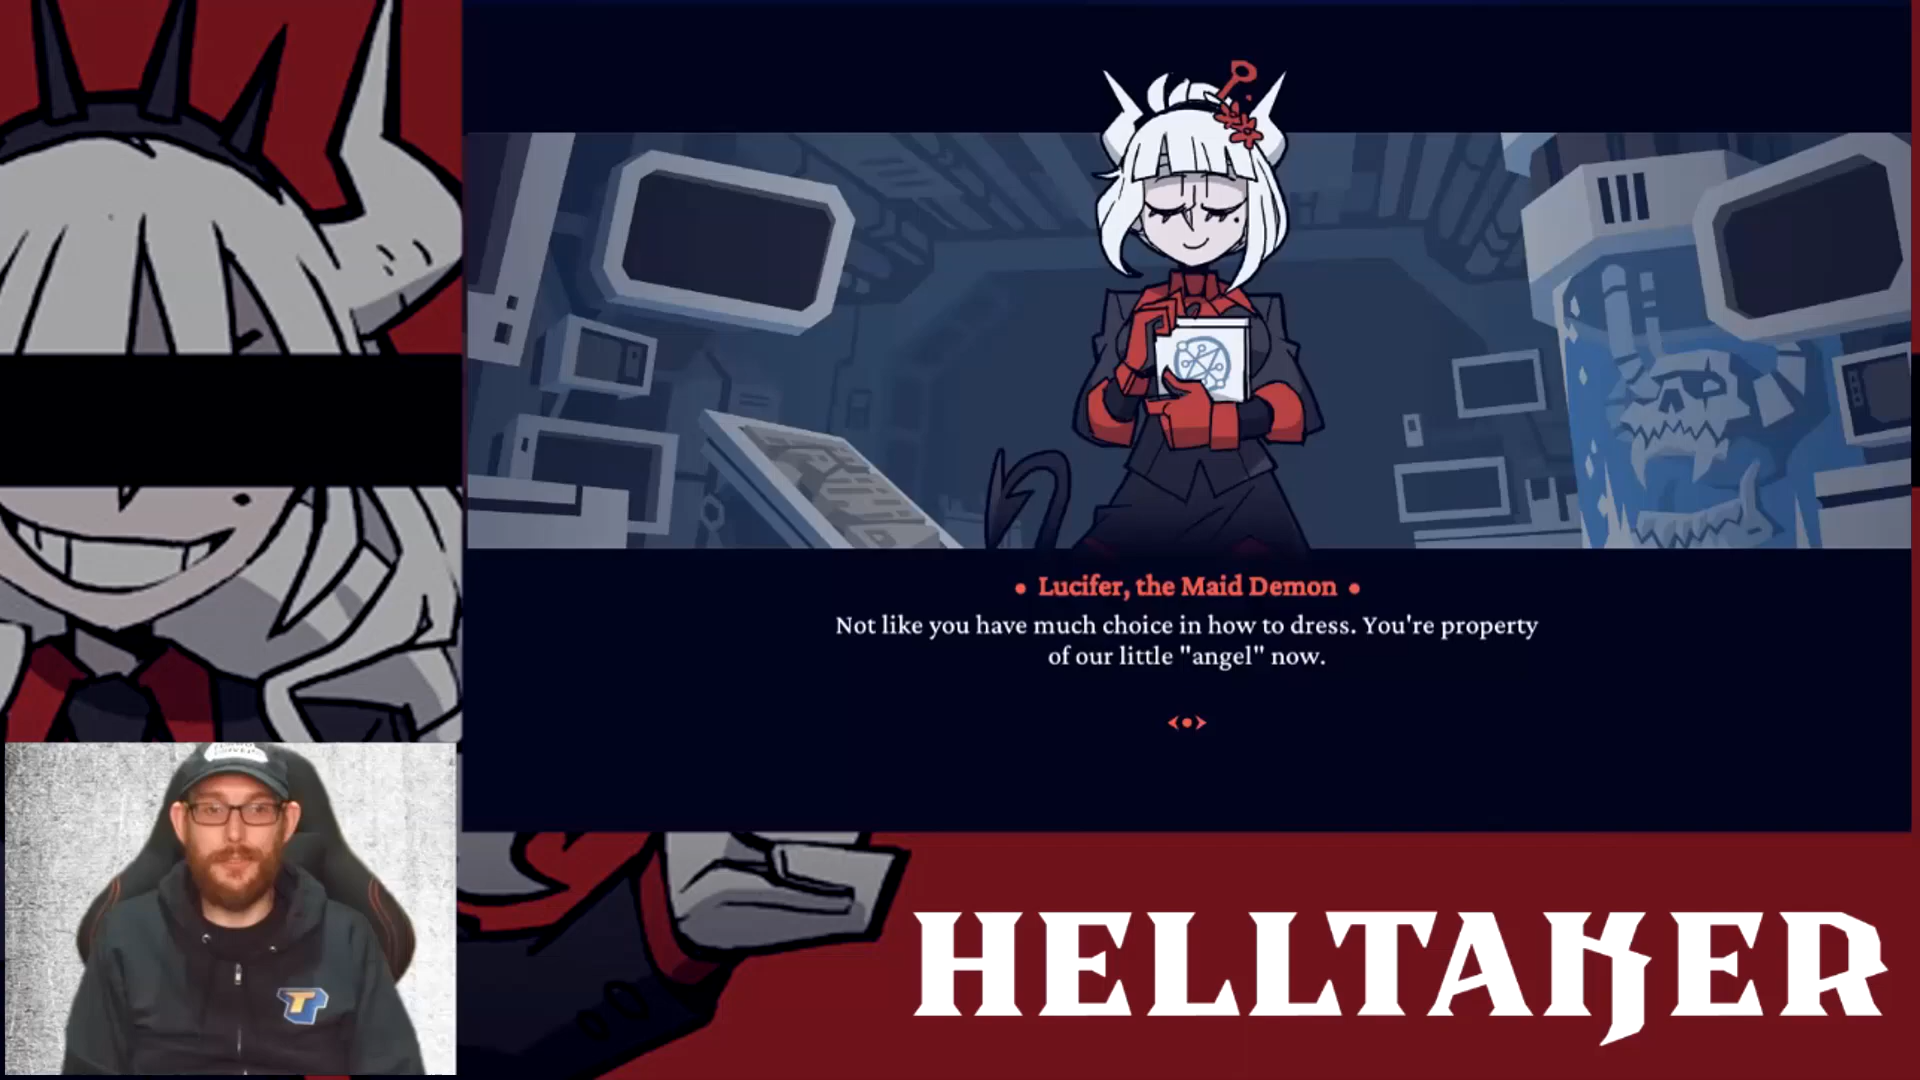 • Lucifer, the Maid Demon •
Not like you have much choice in how to dress. You're property
of our little "angel" now.
T
HELLTAKER